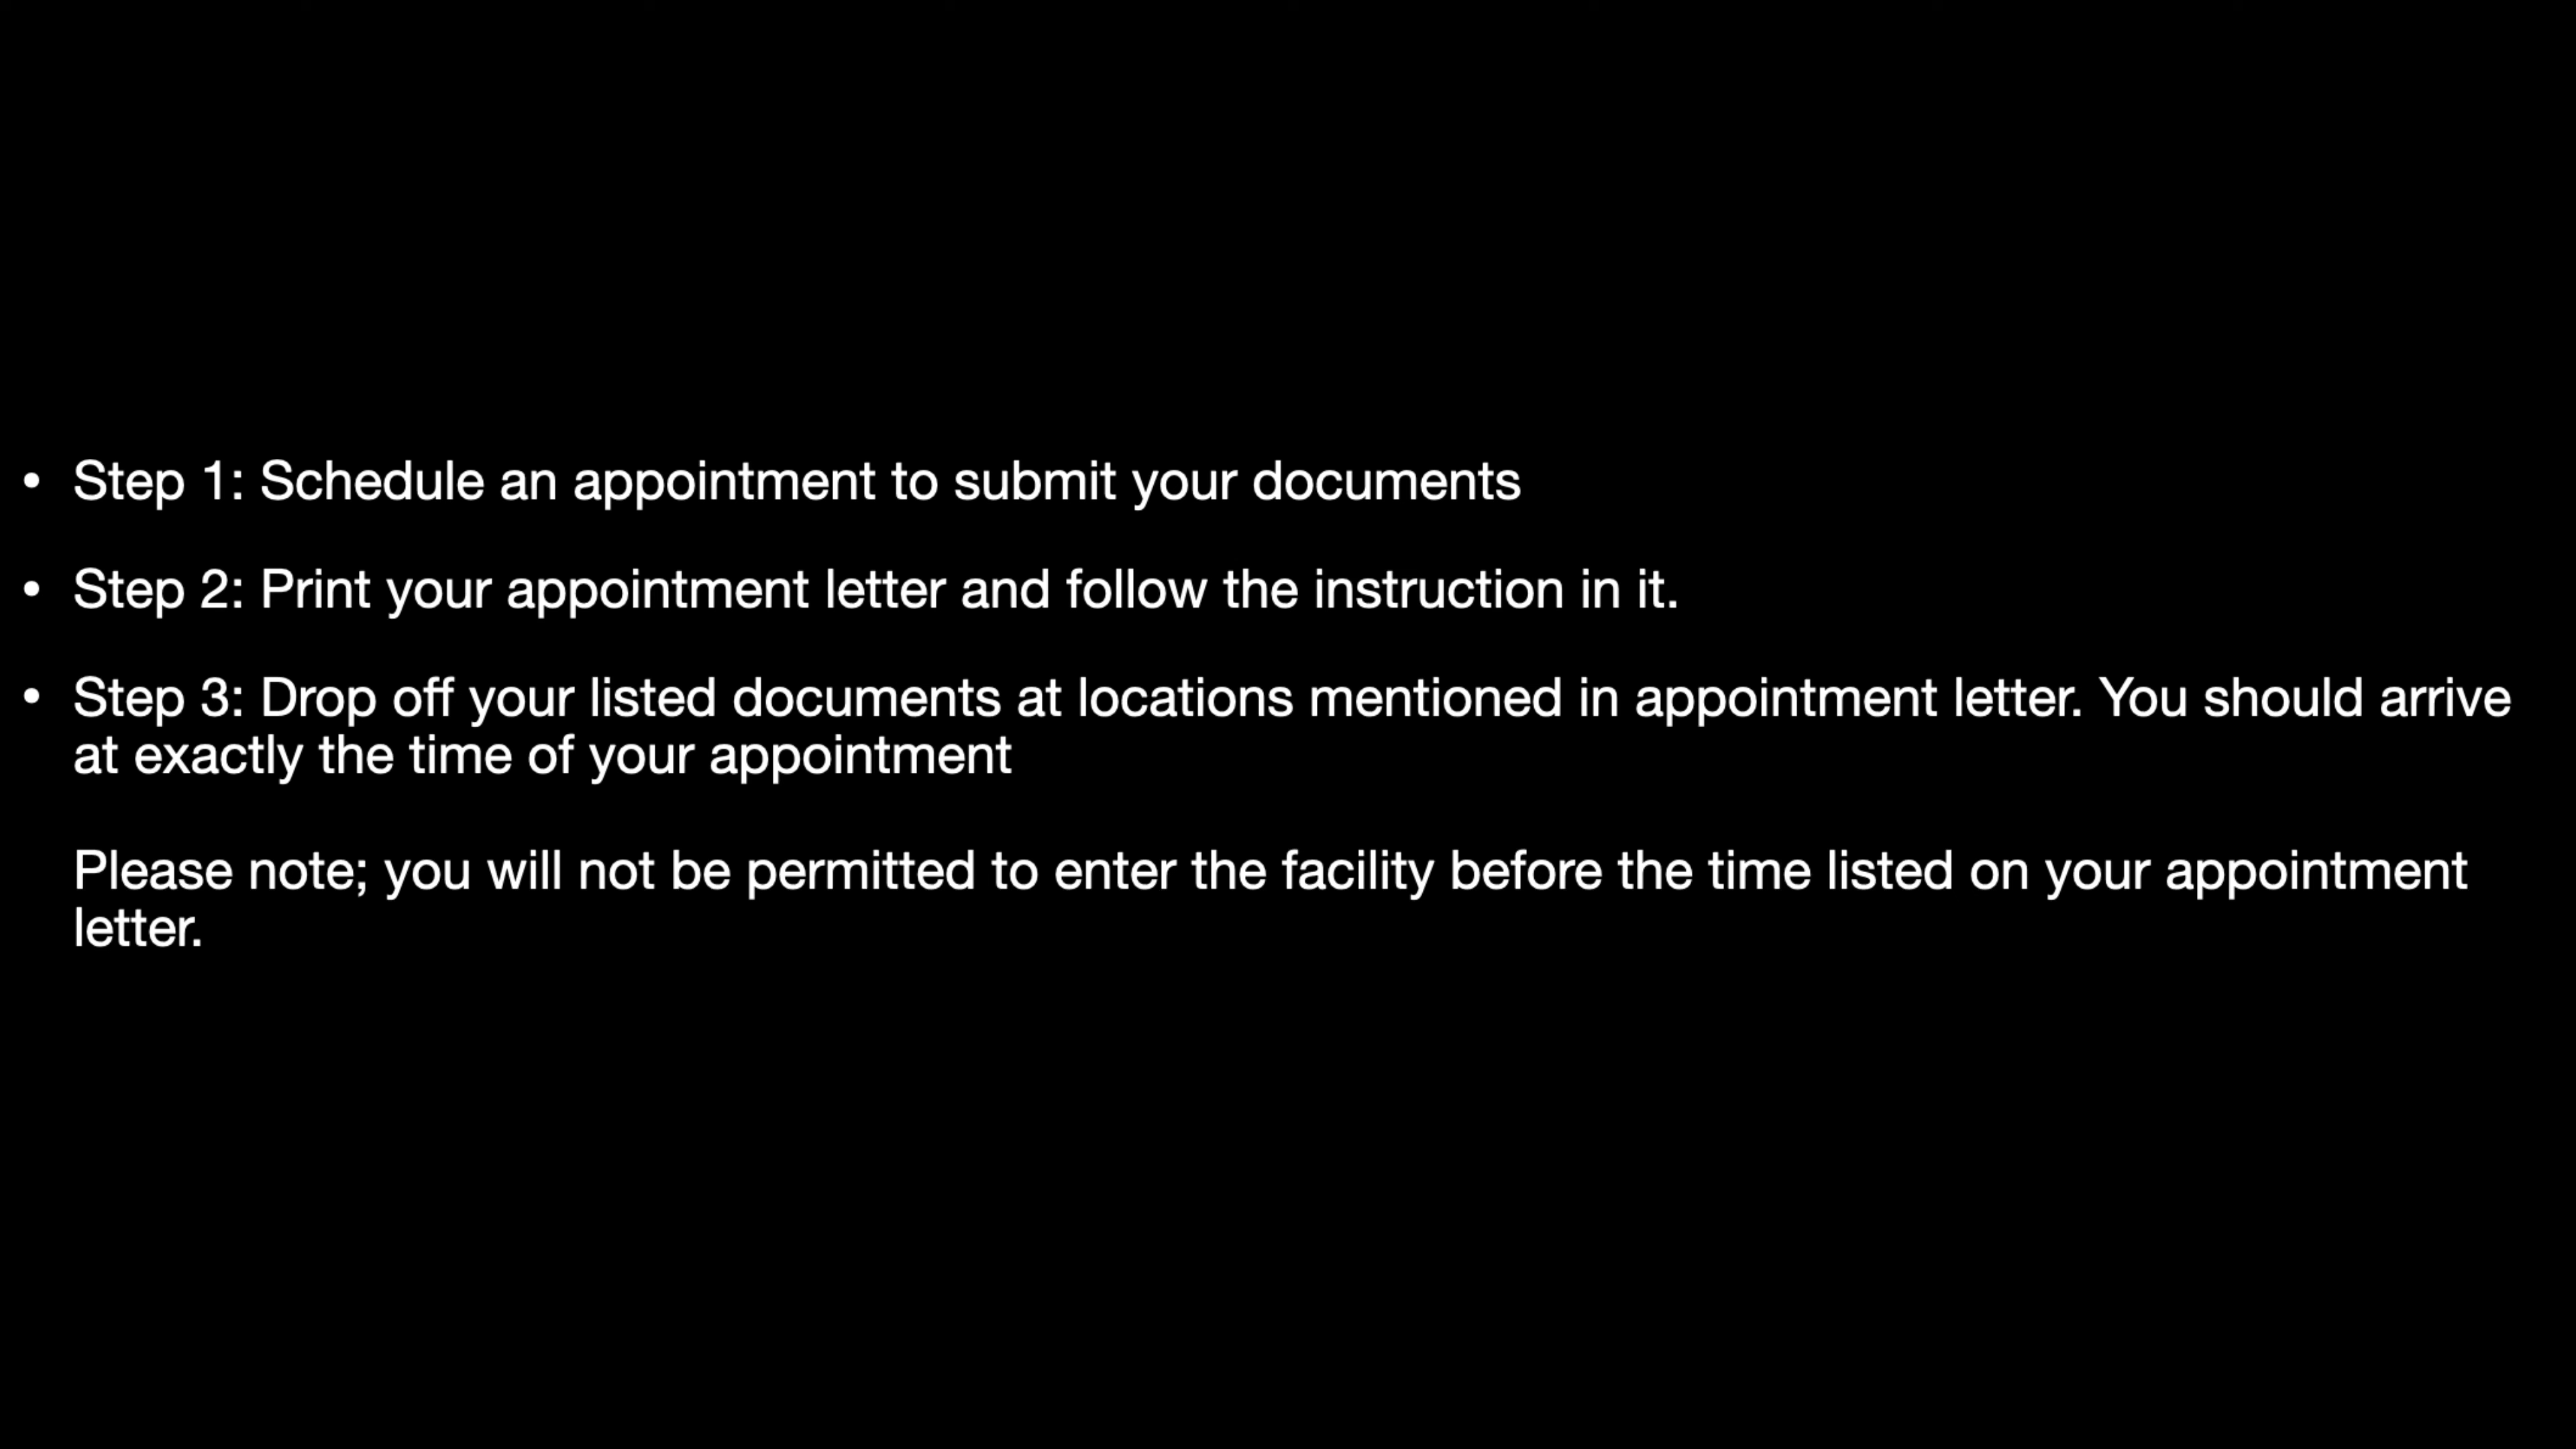 • Step 1: Schedule an appointment to submit your documents
• Step 2: Print your appointment letter and follow the instruction in it.
• Step 3: Drop off your listed documents at locations mentioned in appointment letter. You should arrive
at exactly the time of your appointment
Please note; you will not be permitted to enter the facility before the time listed on your appointment
letter.